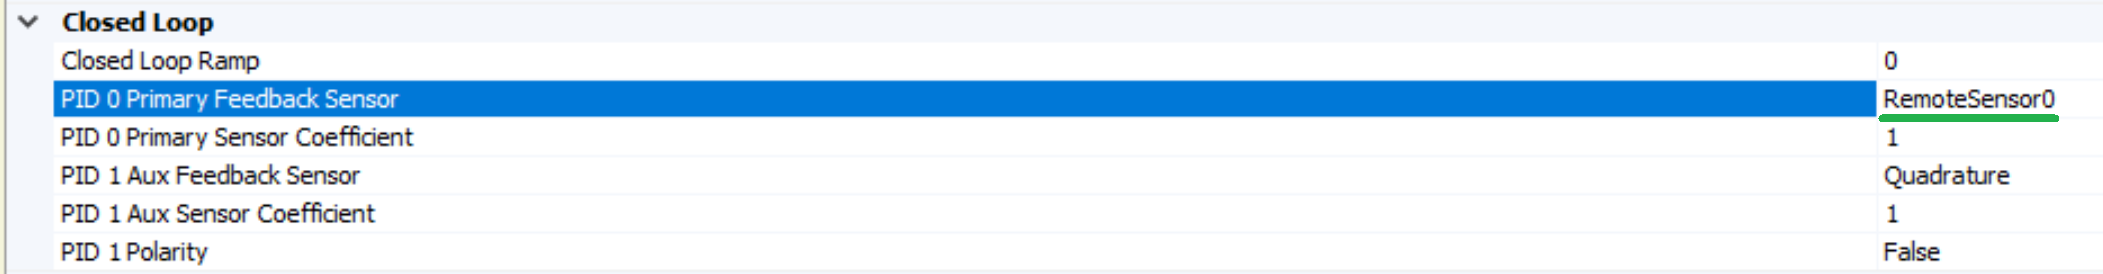 Closed Loop
Closed Loop Ramp 0
PID 0 Primary Feedback Sensor RemoteSensor0
PID 0 Primary Sensor Coefficient 1
PID 1 Aux Feedback Sensor Quadrature
PID 1 Aux Sensor Coefficient 1
PID 1 Polarity False